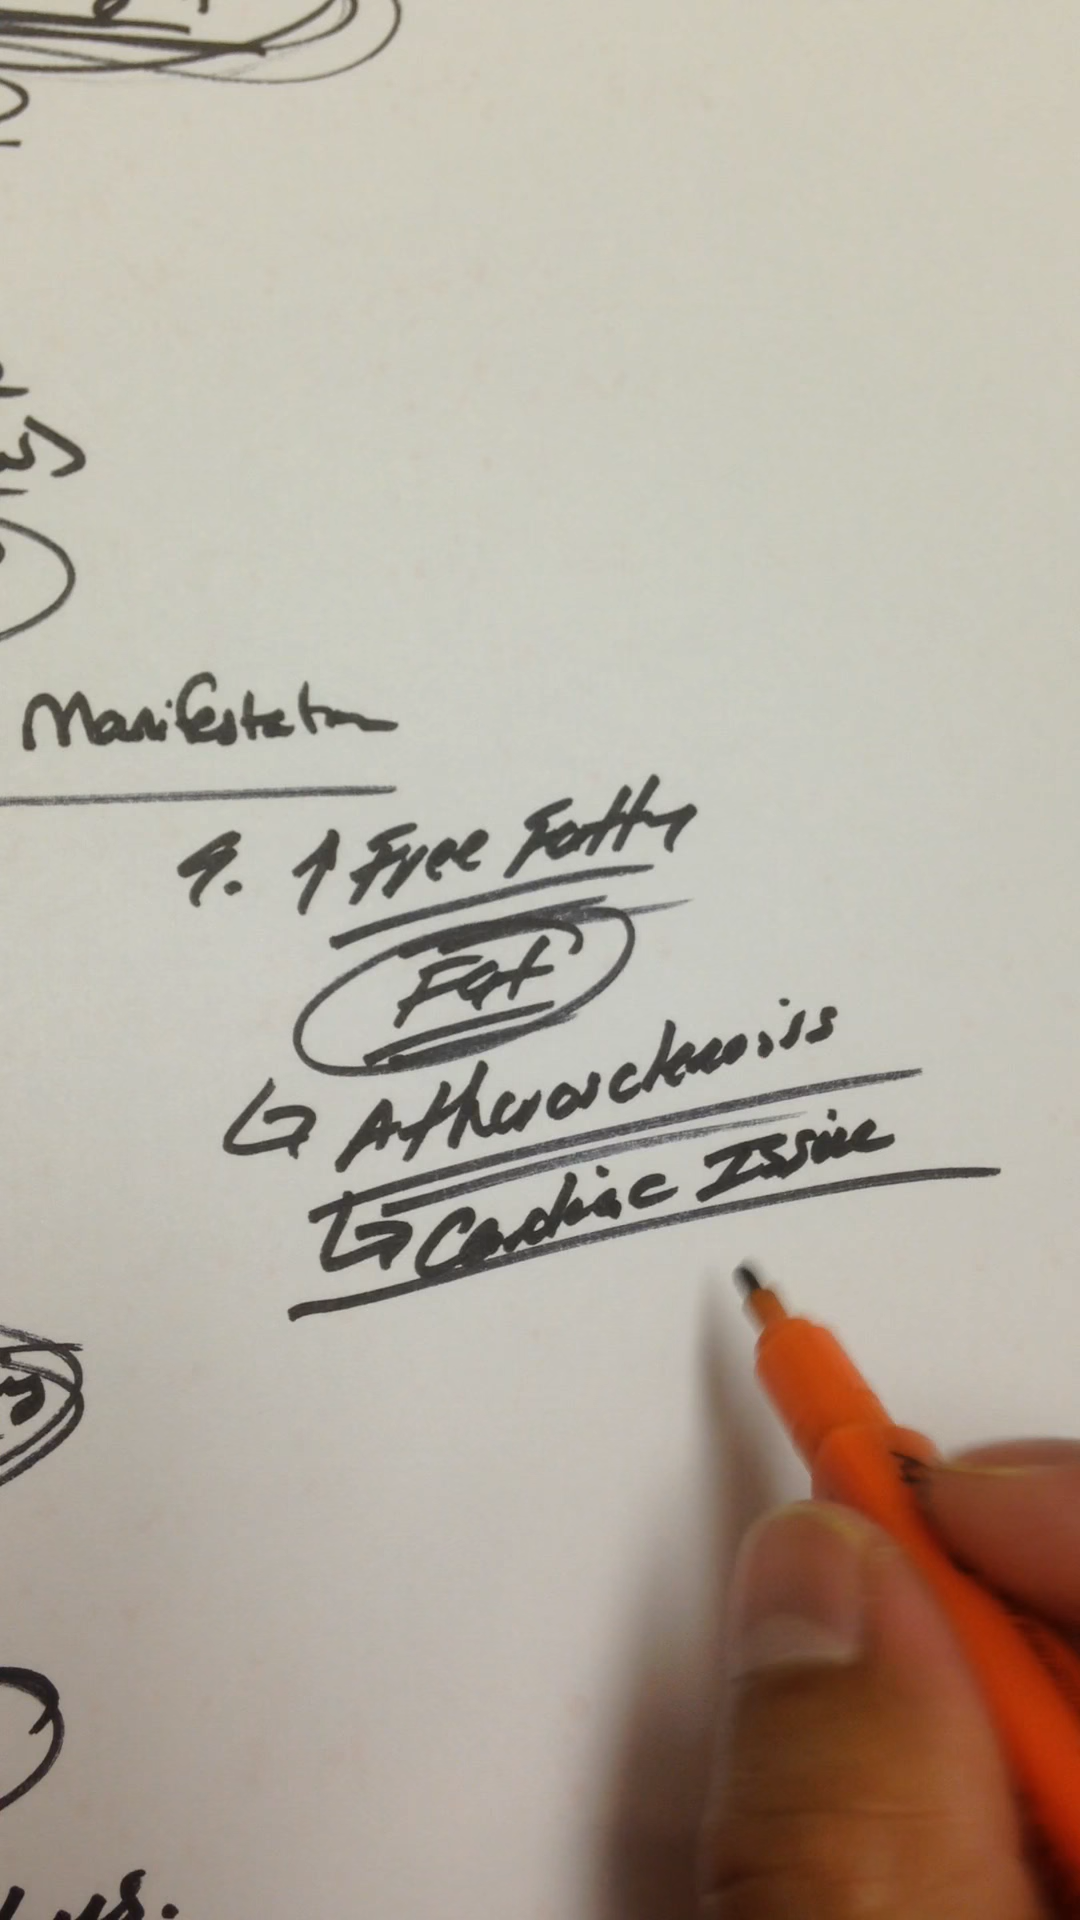 Manifestation
9. ↑ Free Fatty
Fat
↳ Atherosclerosis
↳ Cardiac Issue